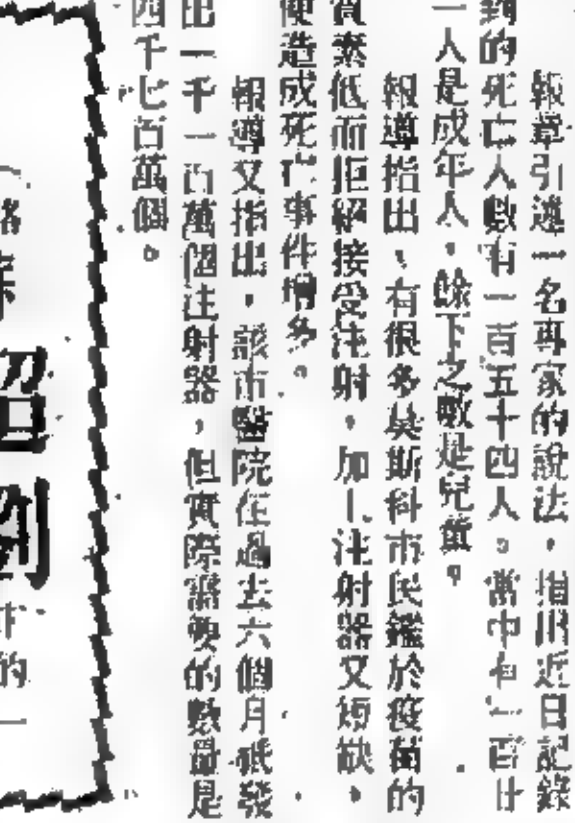 報章引述一名專家的說法，指出近日記錄
到的死亡人數有一百五十四人。當中有一百廿
一人是成年人，餘下之數是兒童。
報導指出、有很多莫斯科市民鑑於疫苗的
質素低而拒絕接受注射，加上注射器又短缺，
便造成死亡事件增多。
報導又指出，該市醫院在過去六個月祇發
出一千一百萬個注射器，但實際需要的數量是
四千七百萬個。
紹
劉
的
一